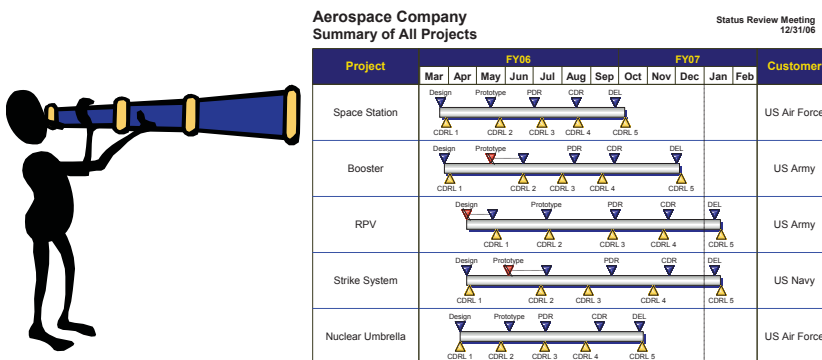 Aerospace Company
Summary of All Projects
Status Review Meeting
12/31/06
Project FY06 FY07 Customer
Mar Apr May Jun Jul Aug Sep Oct Nov Dec Jan Feb
Design Prototype PDR CDR DEL
Space Station US Air Force
CDRL 1 CDRL 2 CDRL 3 CDRL 4 CDRL 5
Design Prototype PDR CDR DEL
Booster US Army
CDRL 1 CDRL 2 CDRL 3 CDRL 4 CDRL 5
Design Prototype PDR CDR DEL
RPV US Army
CDRL 1 CDRL 2 CDRL 3 CDRL 4 CDRL 5
Design Prototype PDR CDR DEL
Strike System US Navy
CDRL 1 CDRL 2 CDRL 3 CDRL 4 CDRL 5
Design Prototype PDR CDR DEL
Nuclear Umbrella US Air Force
CDRL 1 CDRL 2 CDRL 3 CDRL 4 CDRL 5